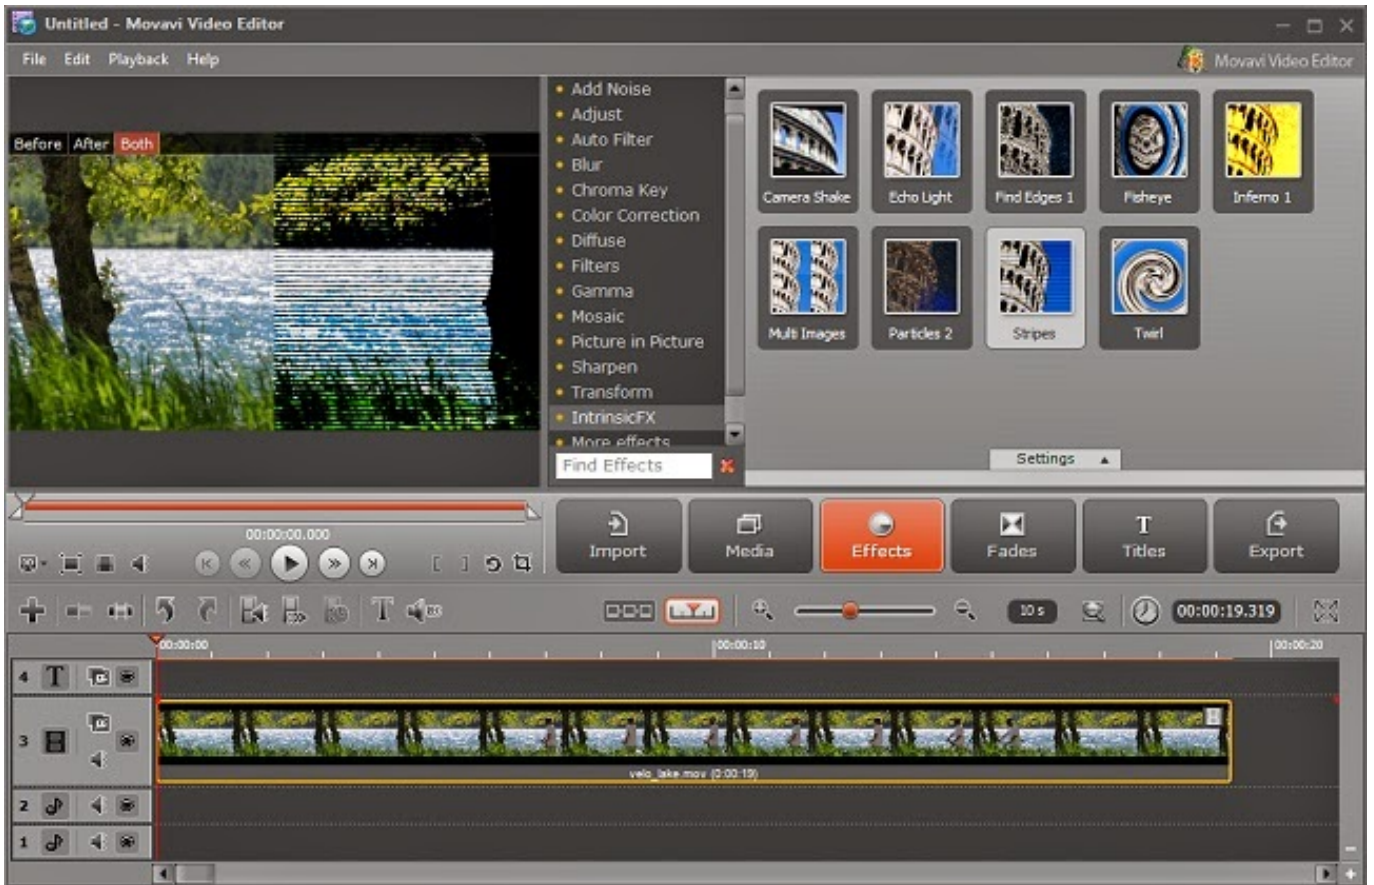 Untitled - Movavi Video Editor
File Edit Playback Help
Movavi Video Editor
Before After Both
Add Noise
Adjust
Auto Filter
Blur
Chroma Key
Color Correction
Diffuse
Filters
Gamma
Mosaic
Picture in Picture
Sharpen
Transform
IntrinsicFX
More effects
Find Effects
Camera Shake Echo Light Find Edges 1 Fisheye Inferno 1
Multi Images Particles 2 Stripes Twirl
Settings
00:00:00.000
Import Media Effects Fades Titles Export
10 s 00:00:19.319
00:00:00 00:00:10 00:00:20
4 T
3
velo_lake.mov (0:00:19)
2
1